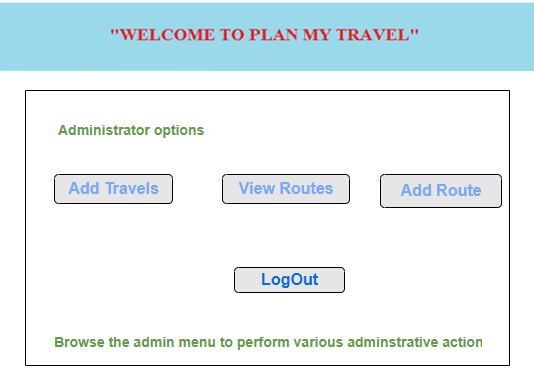 "WELCOME TO PLAN MY TRAVEL"
Administrator options
Add Travels View Routes Add Route
LogOut
Browse the admin menu to perform various adminstrative action